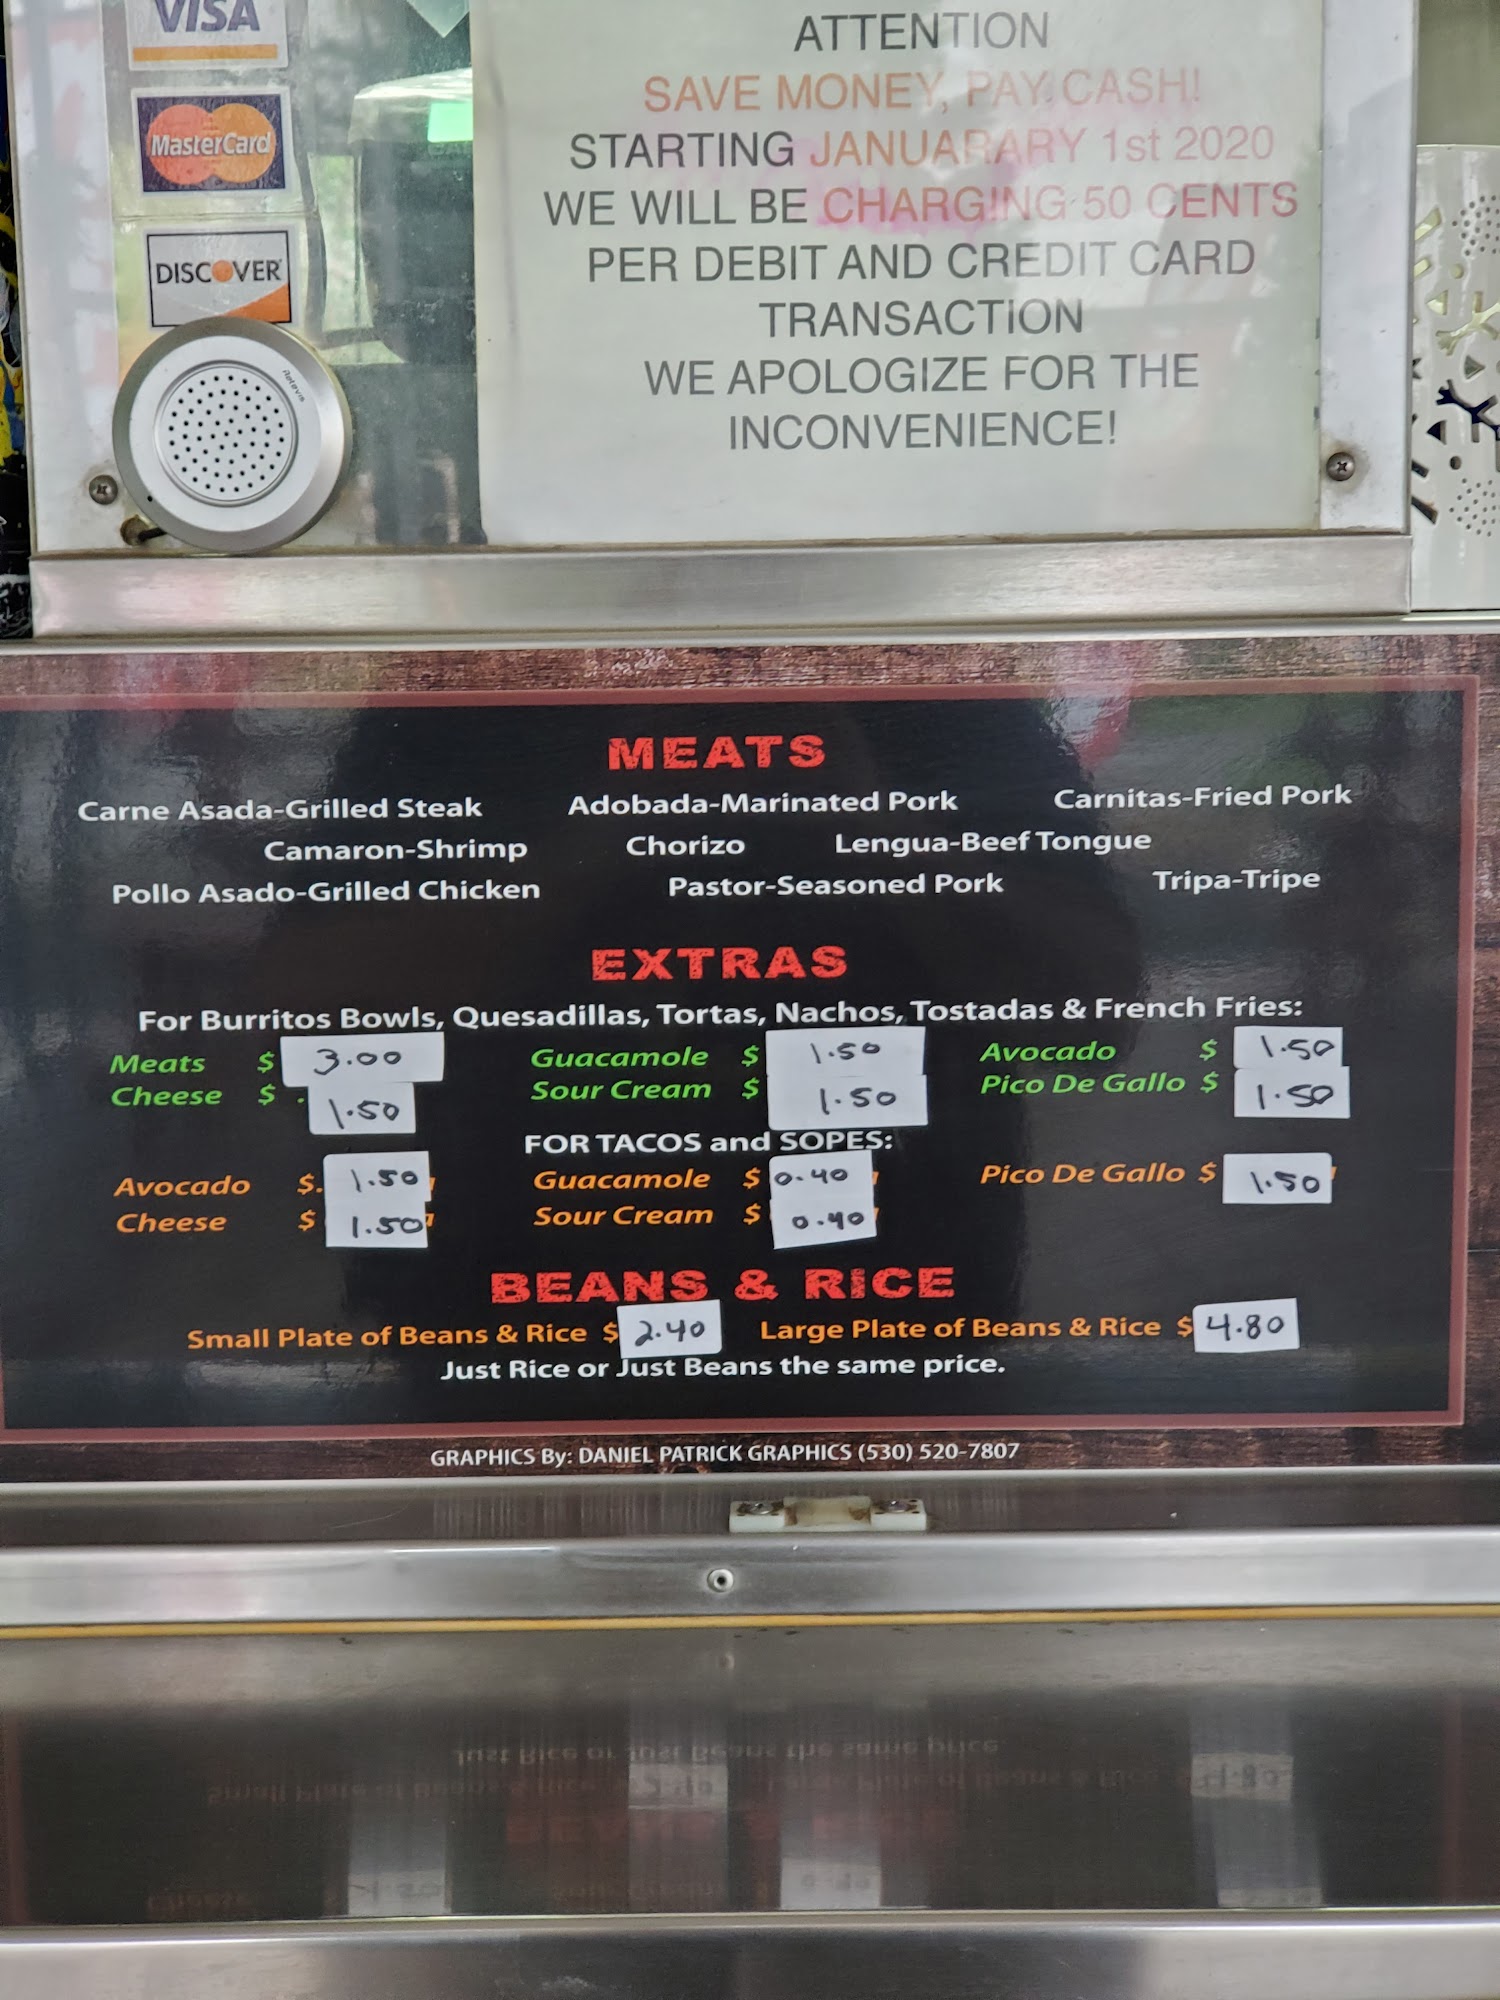 VISA
MasterCard
DISCOVER
Retevis
ATTENTION
SAVE MONEY, PAY CASH!
STARTING JANUARARY 1st 2020
WE WILL BE CHARGING 50 CENTS
PER DEBIT AND CREDIT CARD
TRANSACTION
WE APOLOGIZE FOR THE
INCONVENIENCE!
MEATS
Carne Asada-Grilled Steak Adobada-Marinated Pork Carnitas-Fried Pork
Camaron-Shrimp Chorizo Lengua-Beef Tongue
Pollo Asado-Grilled Chicken Pastor-Seasoned Pork Tripa-Tripe
EXTRAS
For Burritos Bowls, Quesadillas, Tortas, Nachos, Tostadas & French Fries:
Meats $ 3.00 Guacamole $ 1.50 Avocado $ 1.50
Cheese $ . 1.50 Sour Cream $ 1.50 Pico De Gallo $ 1.50
FOR TACOS and SOPES:
Avocado $. 1.50 Guacamole $ 0.40 Pico De Gallo $ 1.50
Cheese $ 1.50 Sour Cream $ 0.40
BEANS & RICE
Small Plate of Beans & Rice $ 2.40 Large Plate of Beans & Rice $ 4.80
Just Rice or Just Beans the same price.
GRAPHICS By: DANIEL PATRICK GRAPHICS (530) 520-7807